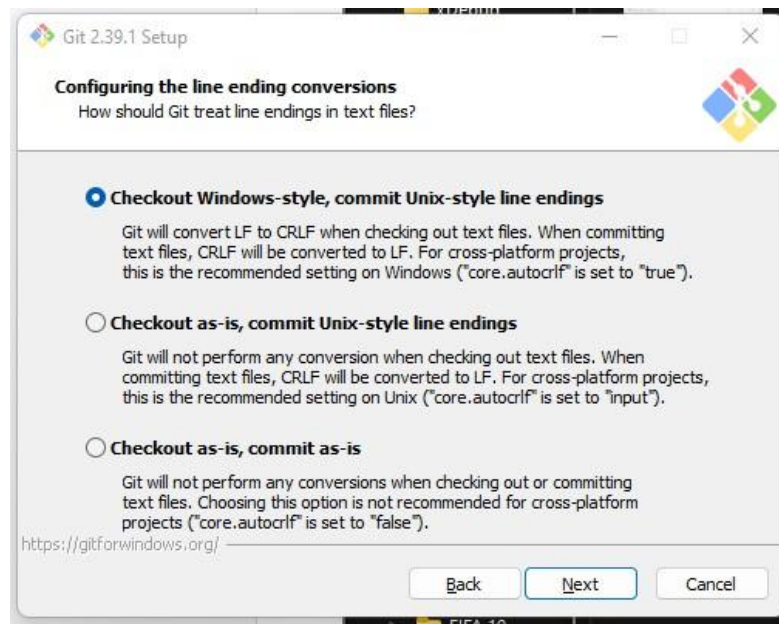 xDebug
Git 2.39.1 Setup
Configuring the line ending conversions
How should Git treat line endings in text files?
Checkout Windows-style, commit Unix-style line endings
Git will convert LF to CRLF when checking out text files. When committing
text files, CRLF will be converted to LF. For cross-platform projects,
this is the recommended setting on Windows ("core.autocrlf" is set to "true").
Checkout as-is, commit Unix-style line endings
Git will not perform any conversion when checking out text files. When
committing text files, CRLF will be converted to LF. For cross-platform projects,
this is the recommended setting on Unix ("core.autocrlf" is set to "input").
Checkout as-is, commit as-is
Git will not perform any conversions when checking out or committing
text files. Choosing this option is not recommended for cross-platform
projects ("core.autocrlf" is set to "false").
https://gitforwindows.org/
Back Next Cancel
FIFA 10